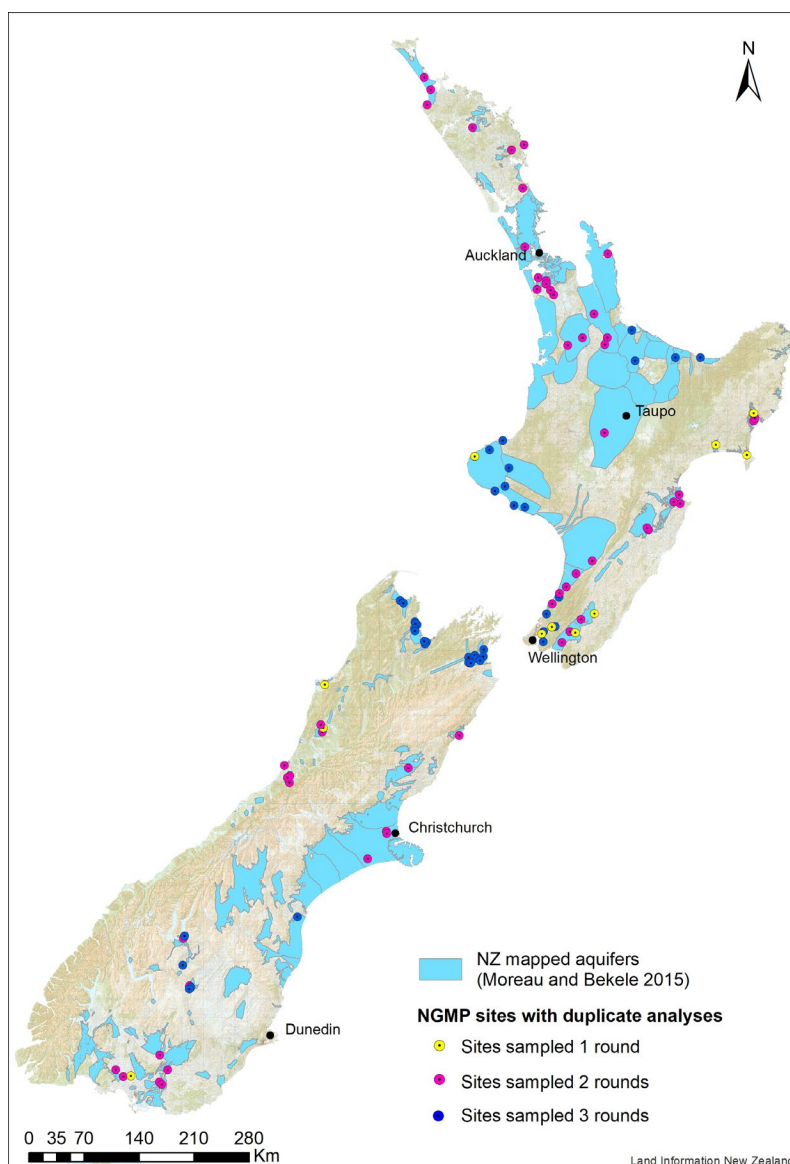 N
Auckland
Taupo
Wellington
Christchurch
NZ mapped aquifers
(Moreau and Bekele 2015)
NGMP sites with duplicate analyses
Dunedin
Sites sampled 1 round
Sites sampled 2 rounds
Sites sampled 3 rounds
0 35 70 140 210 280
Km
Land Information New Zealand